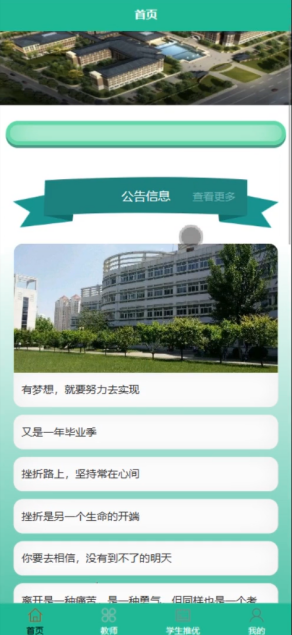 首页
公告信息
查看更多
有梦想，就要努力去实现
又是一年毕业季
挫折路上，坚持常在心间
挫折是另一个生命的开端
你要去相信，没有到不了的明天
离开是一种痛苦，是一种勇气，但同样也是一个考
首页
教师
学生推优
我的